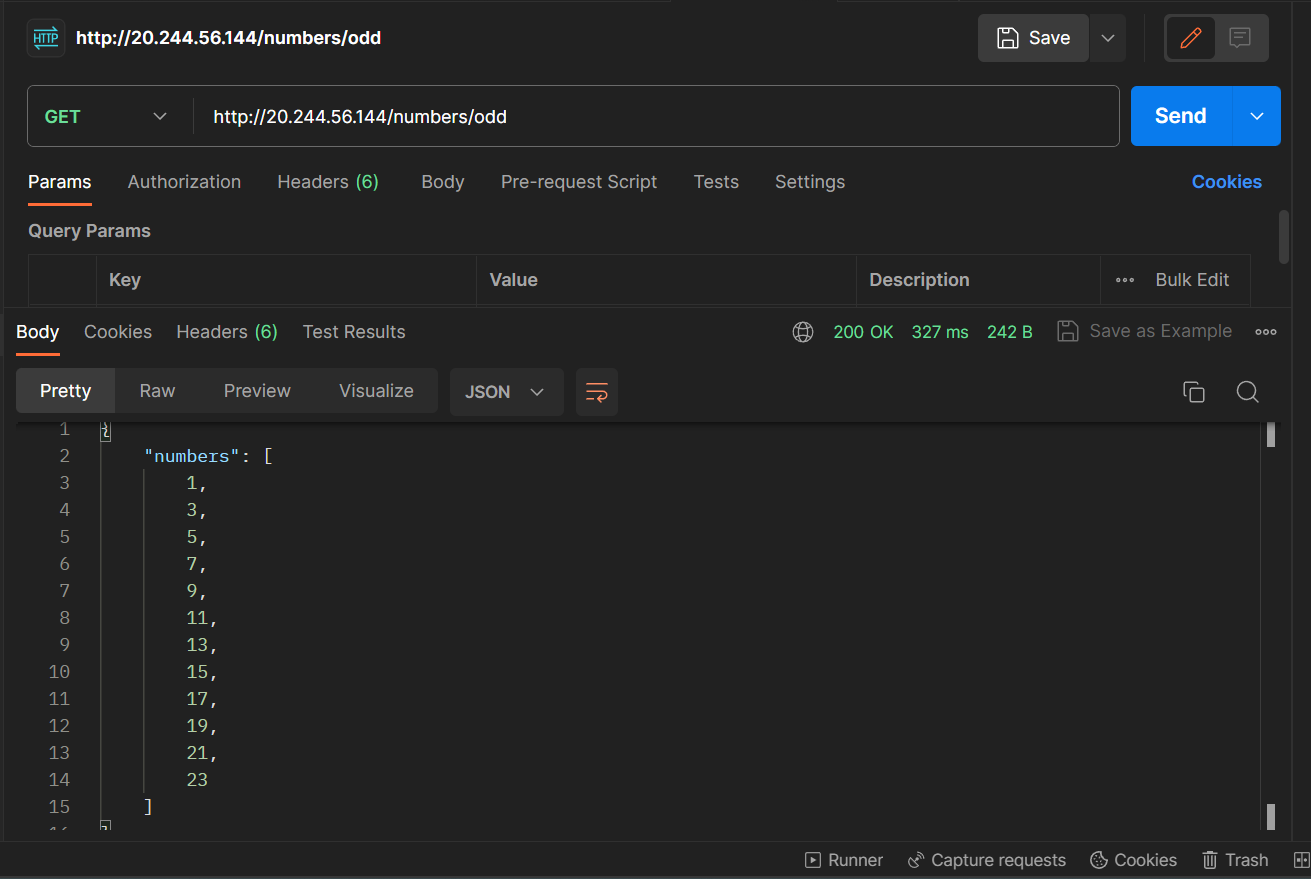 HTTP http://20.244.56.144/numbers/odd Save
GET http://20.244.56.144/numbers/odd Send
Params Authorization Headers (6) Body Pre-request Script Tests Settings Cookies
Query Params
Key Value Description Bulk Edit
Body Cookies Headers (6) Test Results 200 OK 327 ms 242 B Save as Example
Pretty Raw Preview Visualize JSON
1 {
2 "numbers": [
3 1,
4 3,
5 5,
6 7,
7 9,
8 11,
9 13,
10 15,
11 17,
12 19,
13 21,
14 23
15 ]
16 }
Runner Capture requests Cookies Trash